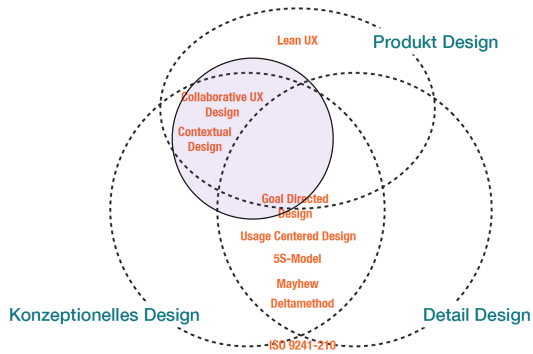 Lean UX
Produkt Design
Collaborative UX
Design
Contextual
Design
Goal Directed
Design
Usage Centered Design
5S-Model
Mayhew
Deltamethod
Konzeptionelles Design
Detail Design
ISO 9241-210